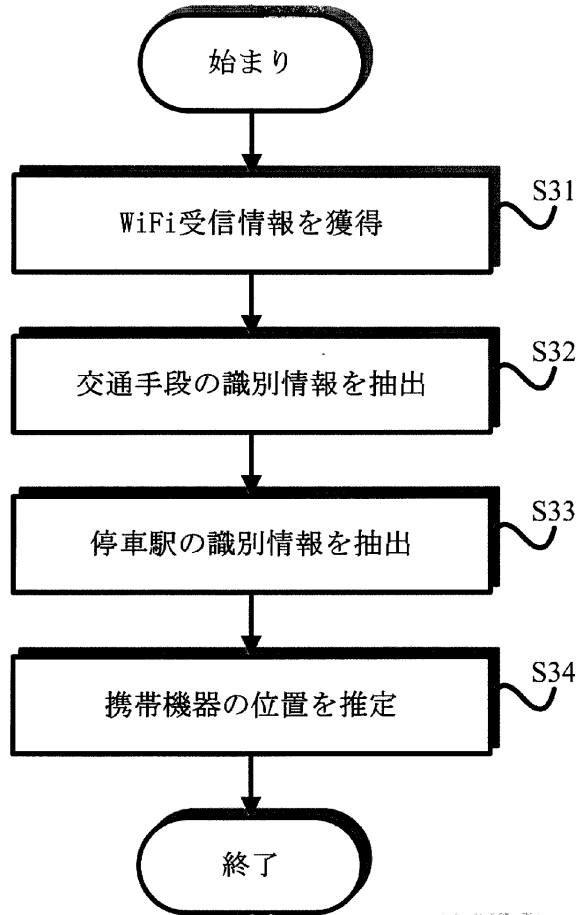 始まり
WiFi受信情報を獲得
S31
交通手段の識別情報を抽出
S32
停車駅の識別情報を抽出
S33
携帯機器の位置を推定
S34
終了